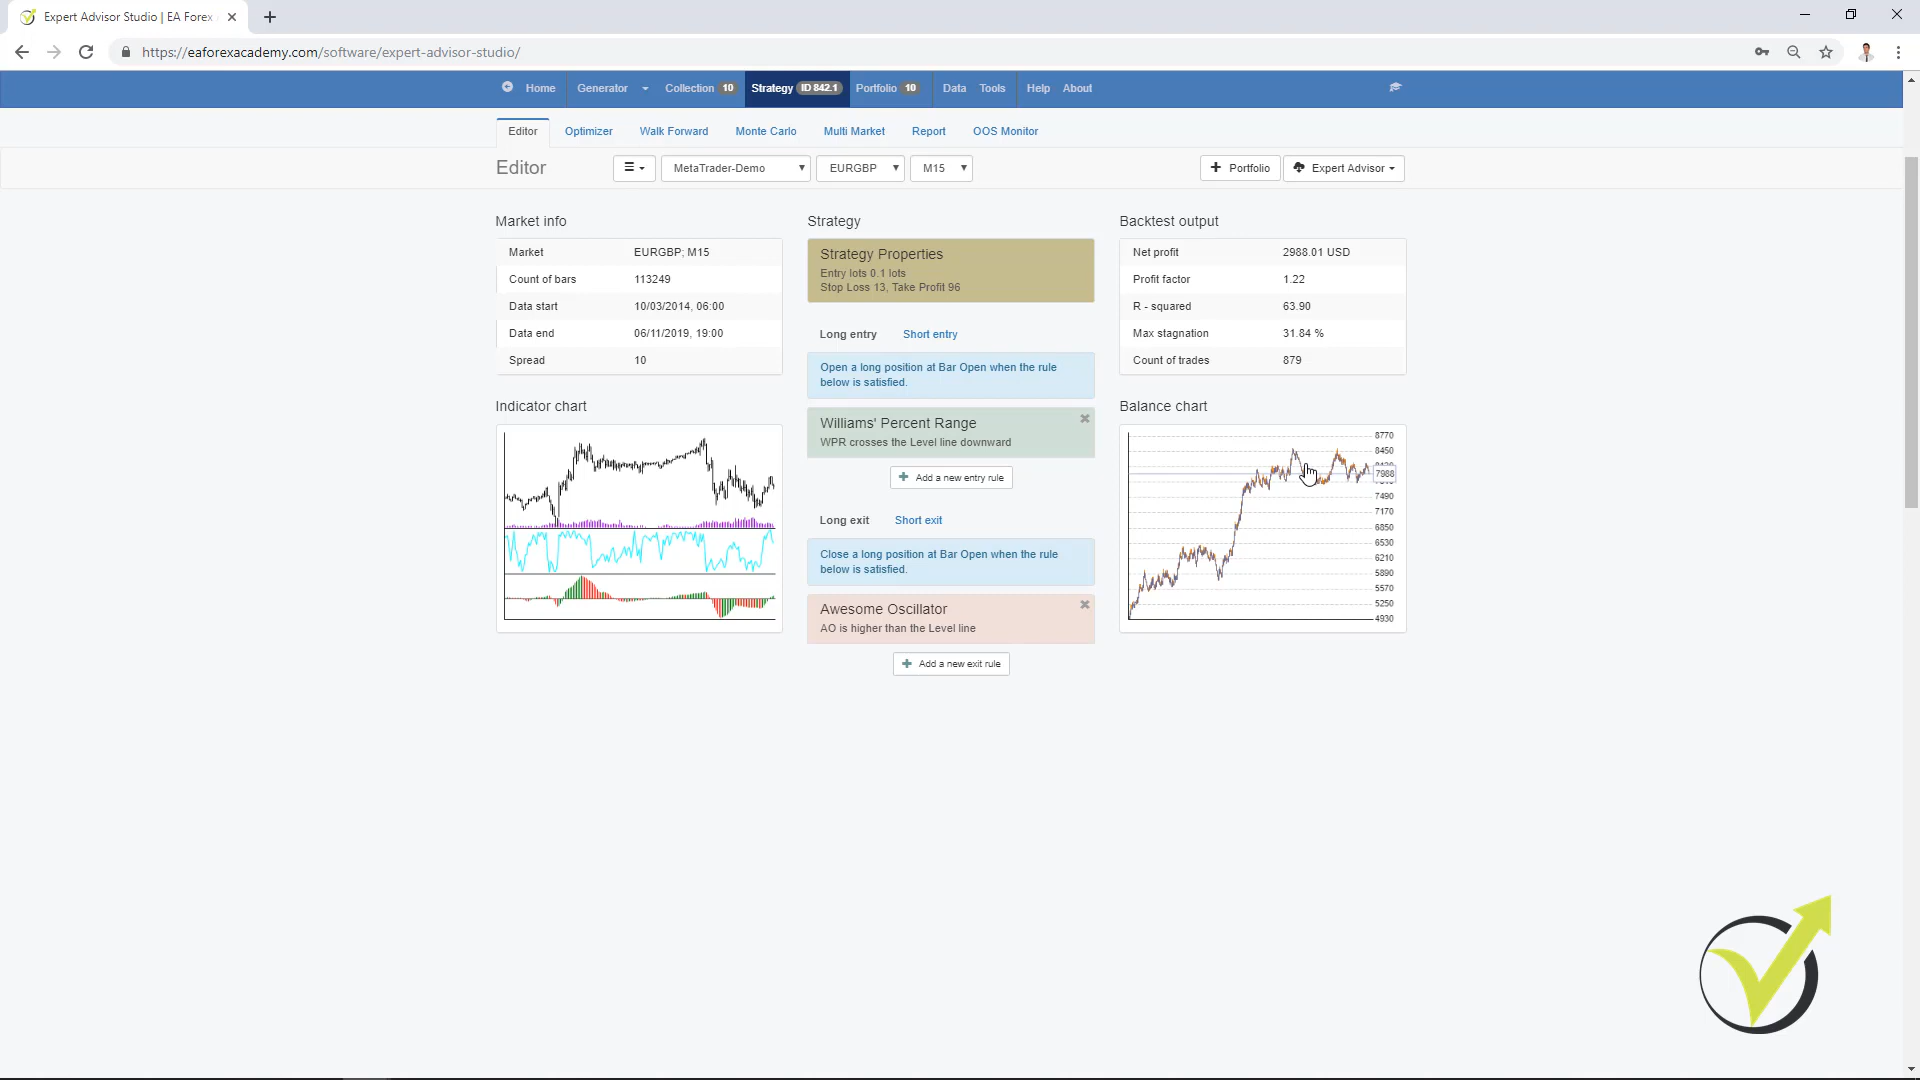 Expert Advisor Studio | EA Forex
https://eaforexacademy.com/software/expert-advisor-studio/
Home Generator Collection 10 Strategy ID 842.1 Portfolio 10 Data Tools Help About
Editor Optimizer Walk Forward Monte Carlo Multi Market Report OOS Monitor
Editor MetaTrader-Demo EURGBP M15 Portfolio Expert Advisor
Market info
Market EURGBP; M15
Count of bars 113249
Data start 10/03/2014, 06:00
Data end 06/11/2019, 19:00
Spread 10
Indicator chart
Strategy
Strategy Properties
Entry lots 0.1 lots
Stop Loss 13, Take Profit 96
Long entry Short entry
Open a long position at Bar Open when the rule
below is satisfied.
Williams' Percent Range
WPR crosses the Level line downward
Add a new entry rule
Long exit Short exit
Close a long position at Bar Open when the rule
below is satisfied.
Awesome Oscillator
AO is higher than the Level line
Add a new exit rule
Backtest output
Net profit 2988.01 USD
Profit factor 1.22
R - squared 63.90
Max stagnation 31.84 %
Count of trades 879
Balance chart
8770
8450
7988
7490
7170
6850
6530
6210
5890
5570
5250
4930